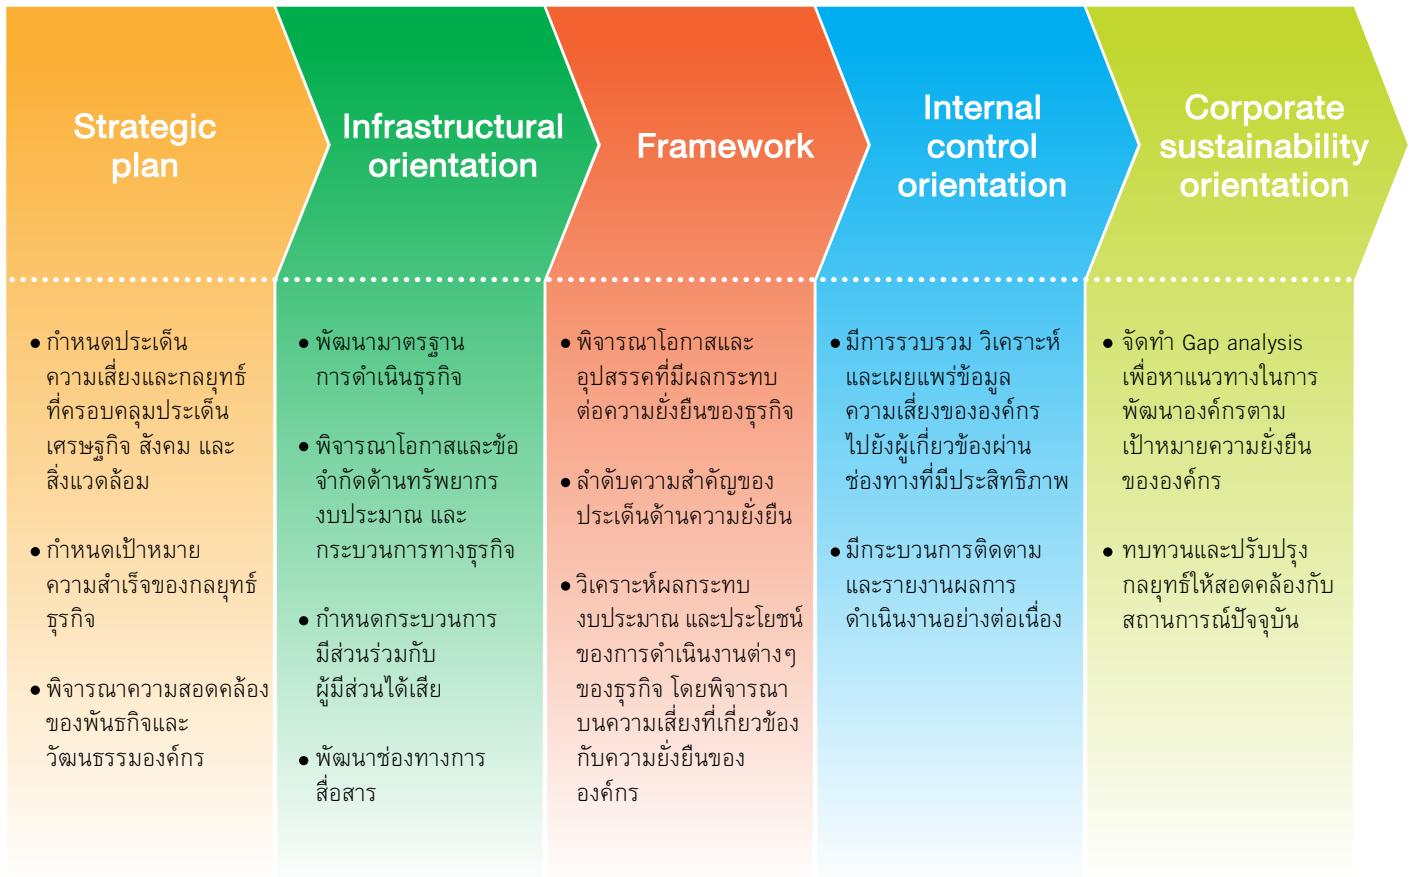 Strategic
plan
Infrastructural
orientation
Framework
Internal
control
orientation
Corporate
sustainability
orientation
• กำหนดประเด็น
ความเสี่ยงและกลยุทธ์
ที่ครอบคลุมประเด็น
เศรษฐกิจ สังคม และ
สิ่งแวดล้อม
• กำหนดเป้าหมาย
ความสำเร็จของกลยุทธ์
ธุรกิจ
• พิจารณาความสอดคล้อง
ของพันธกิจและ
วัฒนธรรมองค์กร
• พัฒนามาตรฐาน
การดำเนินธุรกิจ
• พิจารณาโอกาสและข้อ
จำกัดด้านทรัพยากร
งบประมาณ และ
กระบวนการทางธุรกิจ
• กำหนดกระบวนการ
มีส่วนร่วมกับ
ผู้มีส่วนได้เสีย
• พัฒนาช่องทางการ
สื่อสาร
• พิจารณาโอกาสและ
อุปสรรคที่มีผลกระทบ
ต่อความยั่งยืนของธุรกิจ
• ลำดับความสำคัญของ
ประเด็นด้านความยั่งยืน
• วิเคราะห์ผลกระทบ
งบประมาณ และประโยชน์
ของการดำเนินงานต่างๆ
ของธุรกิจ โดยพิจารณา
บนความเสี่ยงที่เกี่ยวข้อง
กับความยั่งยืนของ
องค์กร
• มีการรวบรวม วิเคราะห์
และเผยแพร่ข้อมูล
ความเสี่ยงขององค์กร
ไปยังผู้เกี่ยวข้องผ่าน
ช่องทางที่มีประสิทธิภาพ
• มีกระบวนการติดตาม
และรายงานผลการ
ดำเนินงานอย่างต่อเนื่อง
• จัดทำ Gap analysis
เพื่อหาแนวทางในการ
พัฒนาองค์กรตาม
เป้าหมายความยั่งยืน
ขององค์กร
• ทบทวนและปรับปรุง
กลยุทธ์ให้สอดคล้องกับ
สถานการณ์ปัจจุบัน